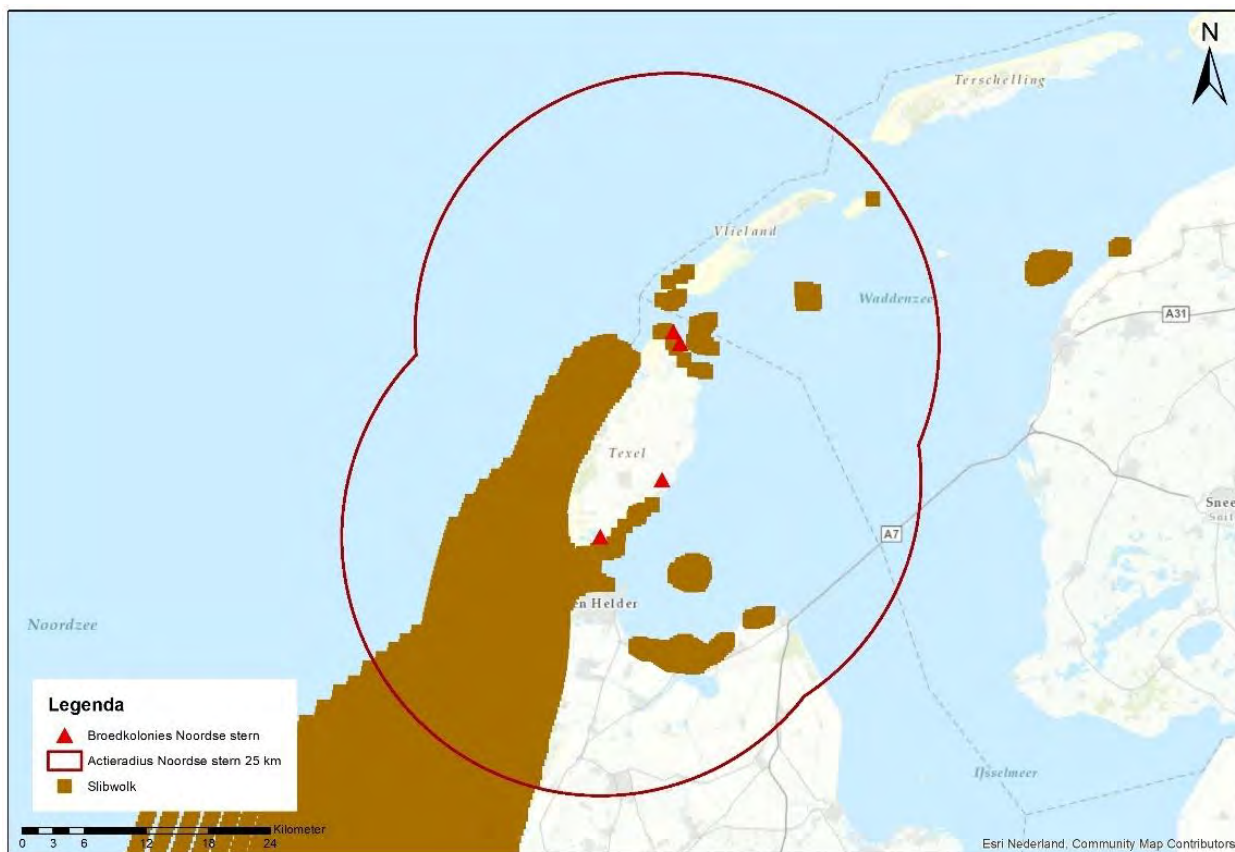 N
Terschelling
Vlieland
Waddenzee
A31
Texel
Snee
A7
en Helder
Noordzee
IJsselmeer
Legenda
Broedkolonies Noordse stern
Actieradius Noordse stern 25 km
Slibwolk
Kilometer
0 3 6 12 18 24
Esri Nederland, Community Map Contributors